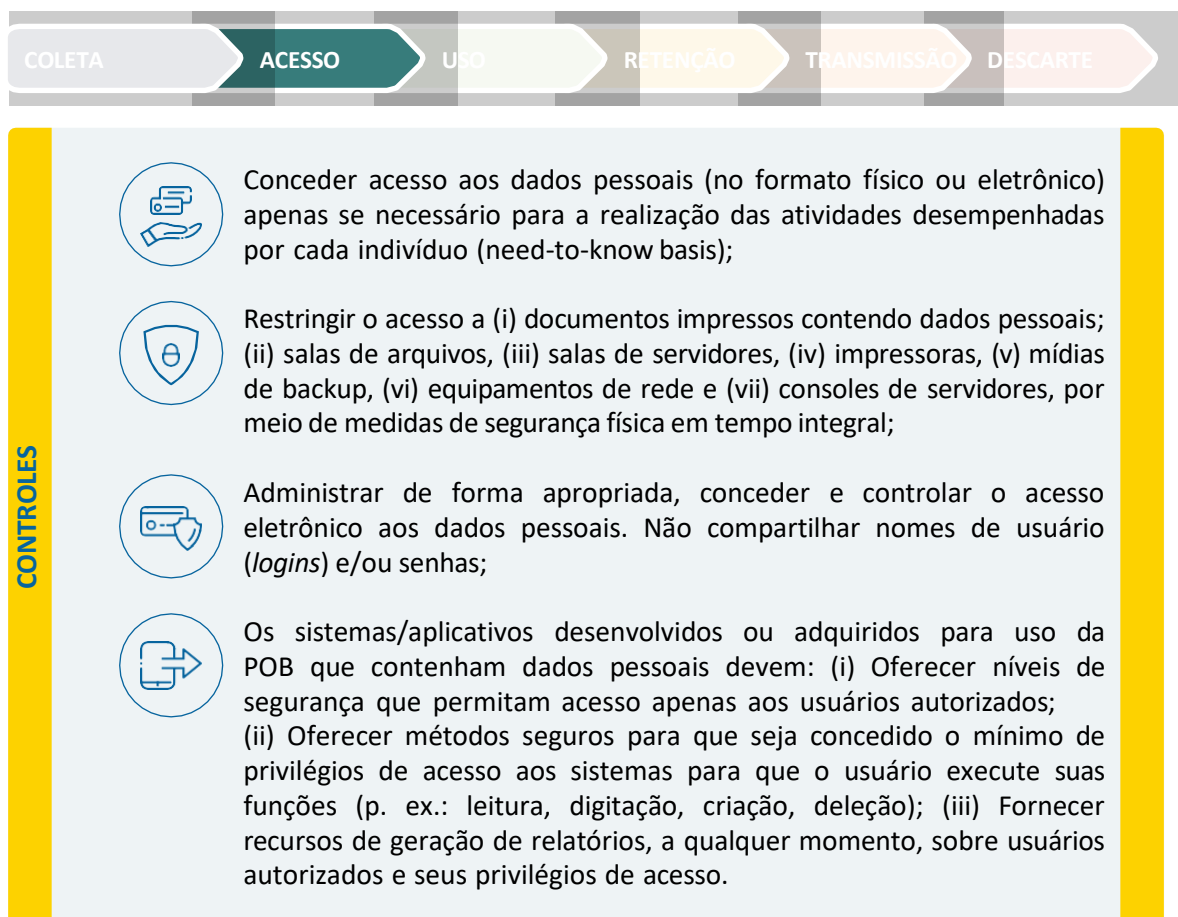 COLETA
ACESSO
USO
RETENÇÃO
TRANSMISSÃO
DESCARTE
CONTROLES
Conceder acesso aos dados pessoais (no formato físico ou eletrônico)
apenas se necessário para a realização das atividades desempenhadas
por cada indivíduo (need-to-know basis);
Restringir o acesso a (i) documentos impressos contendo dados pessoais;
(ii) salas de arquivos, (iii) salas de servidores, (iv) impressoras, (v) mídias
de backup, (vi) equipamentos de rede e (vii) consoles de servidores, por
meio de medidas de segurança física em tempo integral;
Administrar de forma apropriada, conceder e controlar o acesso
eletrônico aos dados pessoais. Não compartilhar nomes de usuário
(logins) e/ou senhas;
Os sistemas/aplicativos desenvolvidos ou adquiridos para uso da
POB que contenham dados pessoais devem: (i) Oferecer níveis de
segurança que permitam acesso apenas aos usuários autorizados;
(ii) Oferecer métodos seguros para que seja concedido o mínimo de
privilégios de acesso aos sistemas para que o usuário execute suas
funções (p. ex.: leitura, digitação, criação, deleção); (iii) Fornecer
recursos de geração de relatórios, a qualquer momento, sobre usuários
autorizados e seus privilégios de acesso.